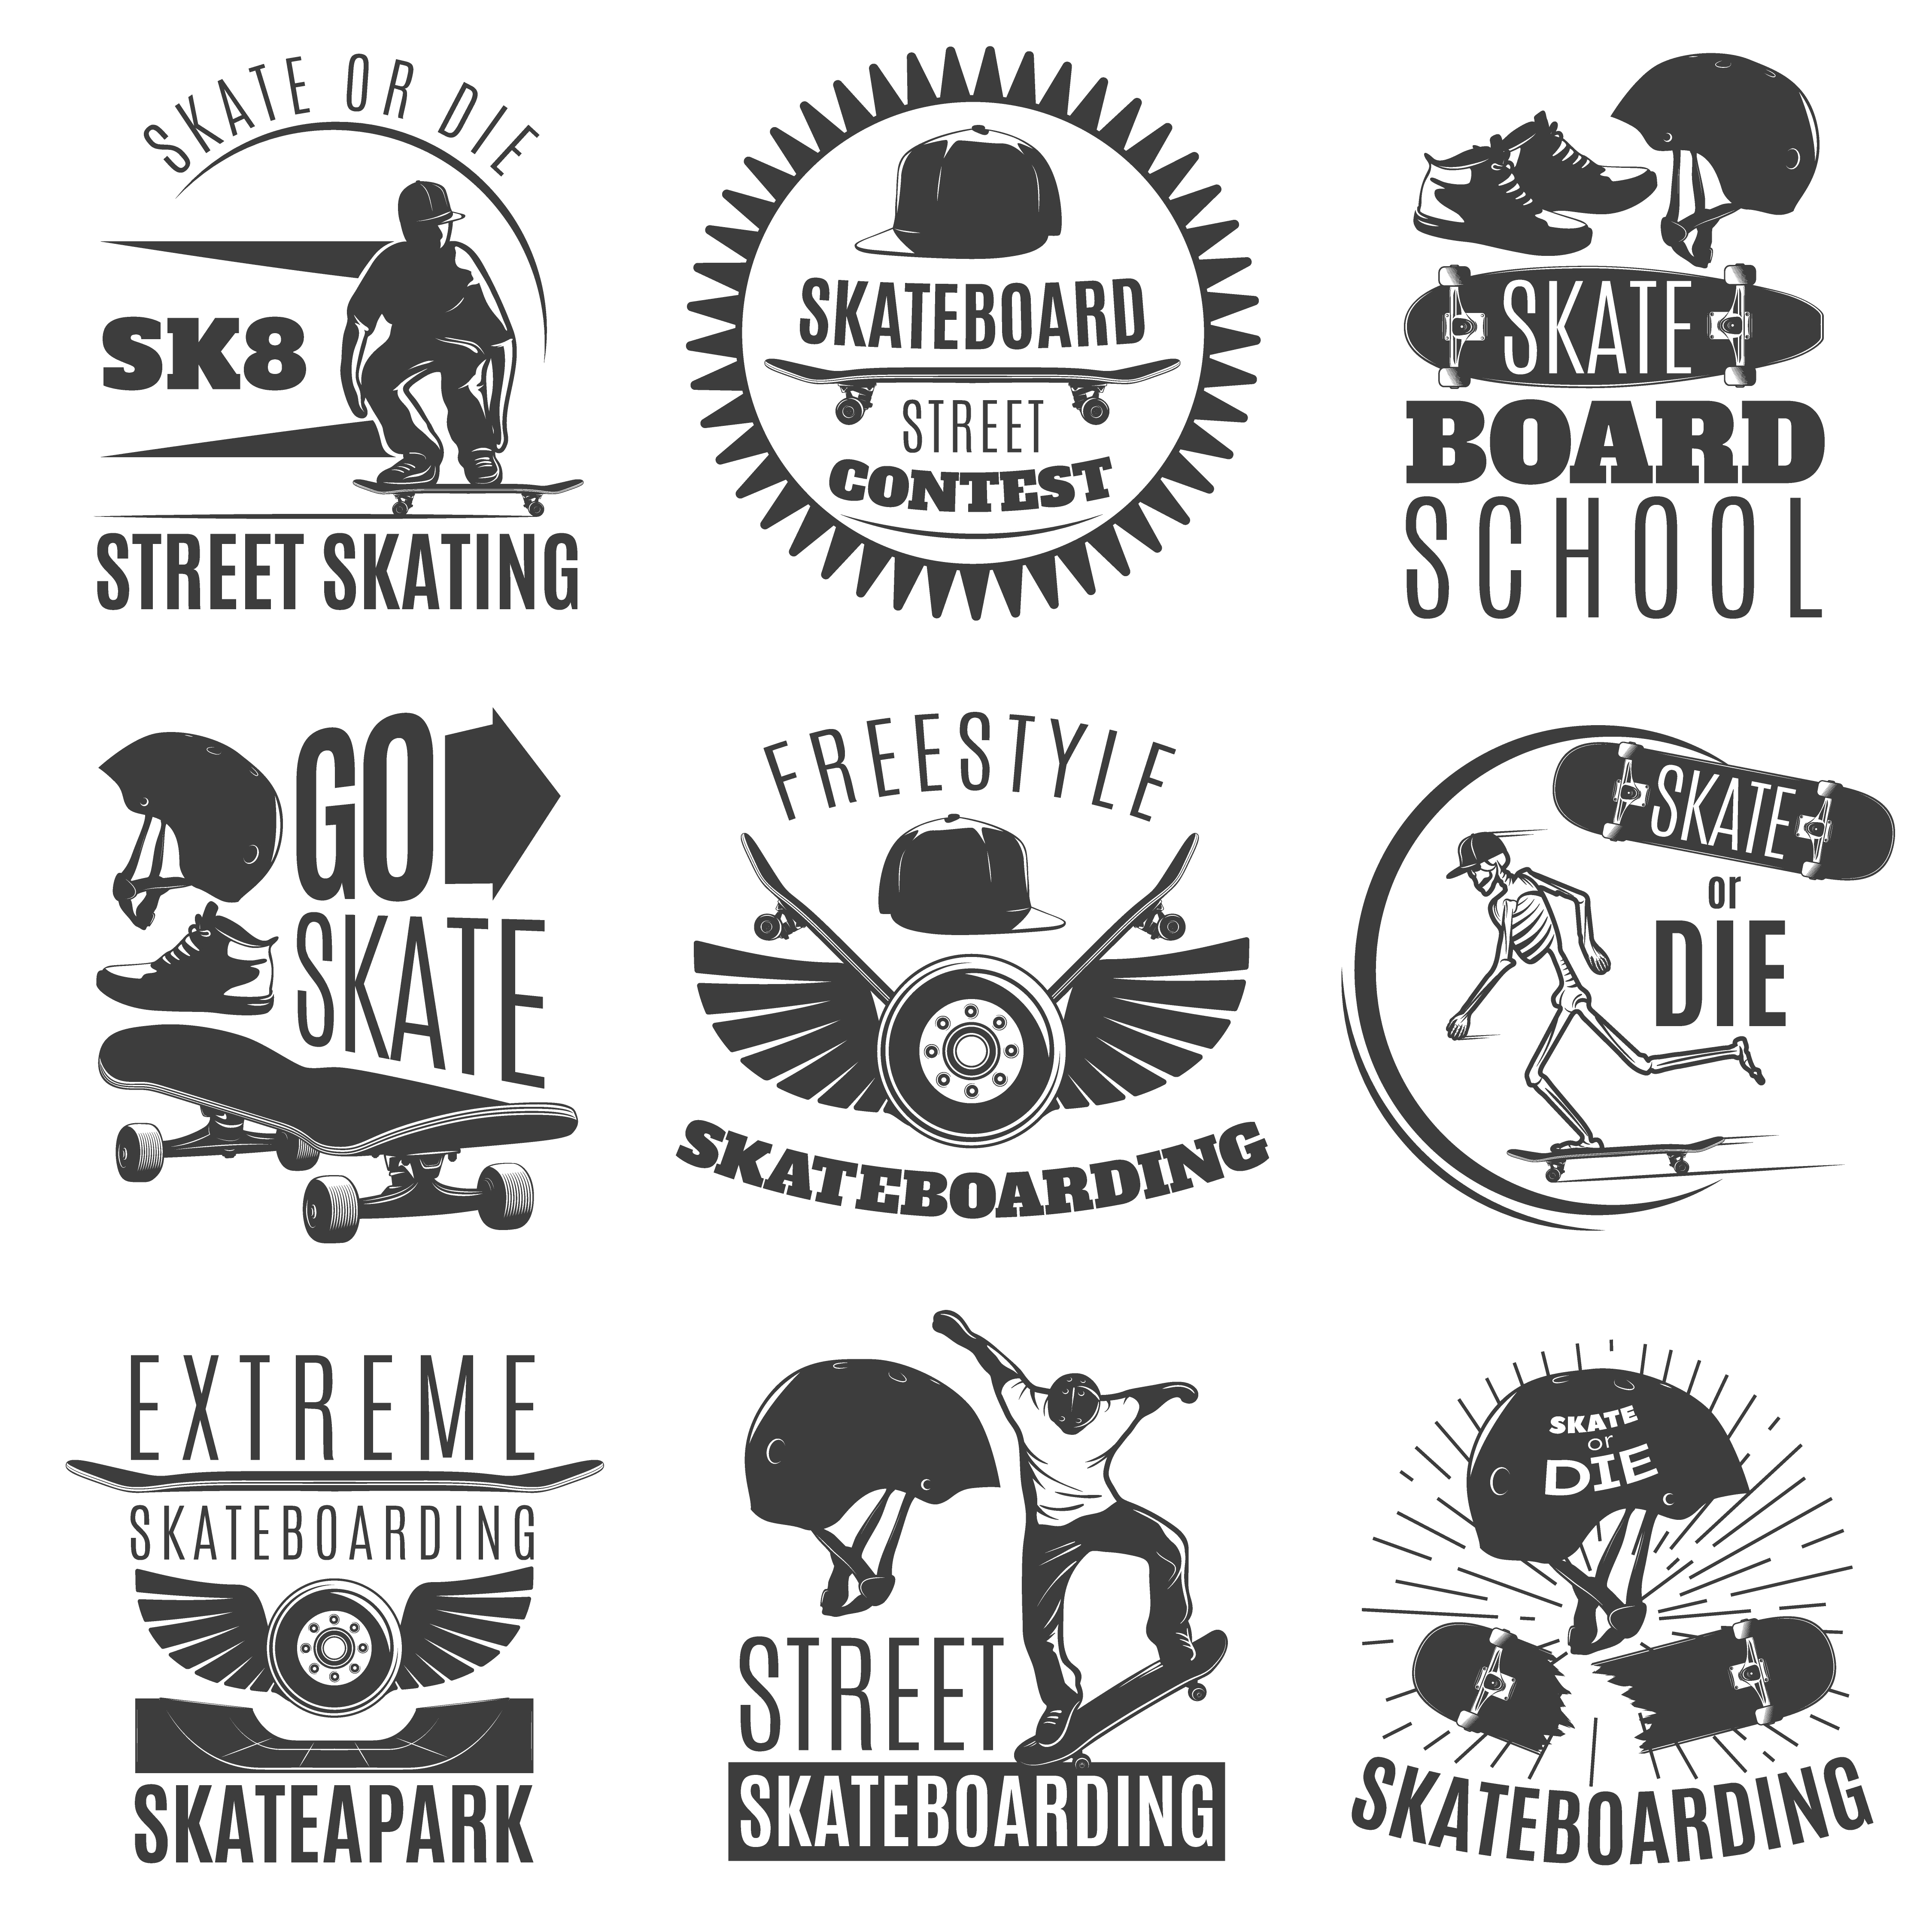 SKATE OR DIE
SK8
STREET SKATING
SKATEBOARD
STREET
CONTEST
SKATE
BOARD
SCHOOL
GO
SKATE
FREESTYLE
SKATEBOARDING
SKATE
or
DIE
EXTREME
SKATEBOARDING
SKATEAPARK
STREET
SKATEBOARDING
SKATE
or
DIE
SKATEBOARDING